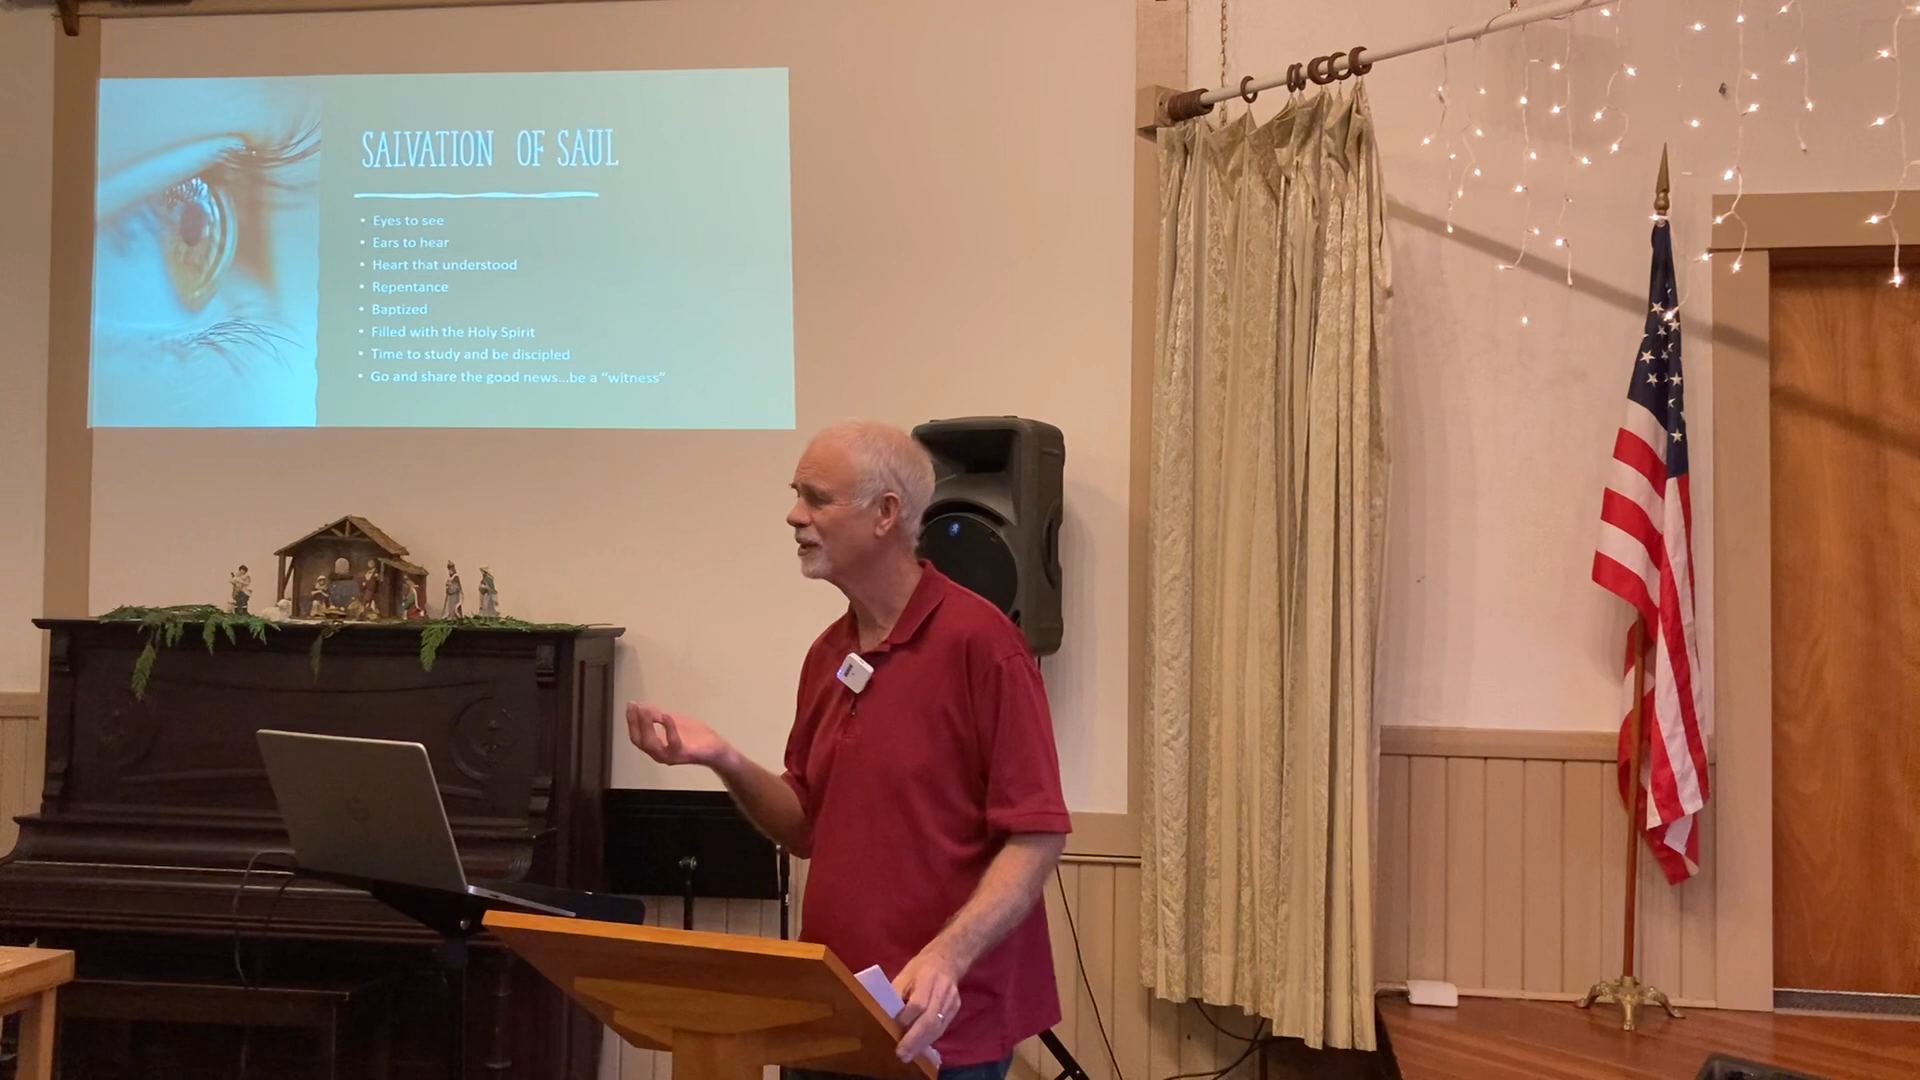 SALVATION OF SAUL
• Eyes to see
• Ears to hear
• Heart that understood
• Repentance
• Baptized
• Filled with the Holy Spirit
• Time to study and be discipled
• Go and share the good news...be a "witness"